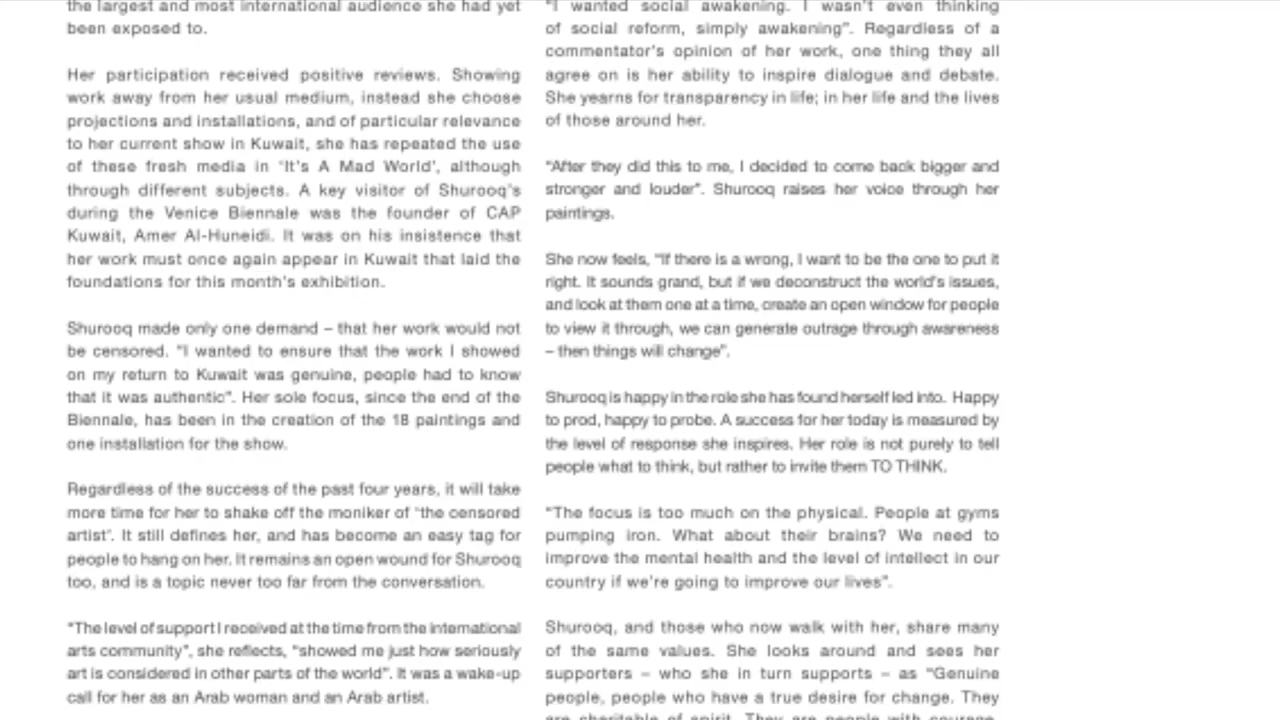 the largest and most international audience she had yet
been exposed to.
Her participation received positive reviews. Showing
work away from her usual medium, instead she choose
projections and installations, and of particular relevance
to her current show in Kuwait, she has repeated the use
of these fresh media in ‘It’s A Mad World’, although
through different subjects. A key visitor of Shurooq’s
during the Venice Biennale was the founder of CAP
Kuwait, Amer Al-Huneidi. It was on his insistence that
her work must once again appear in Kuwait that laid the
foundations for this month’s exhibition.
Shurooq made only one demand – that her work would not
be censored. “I wanted to ensure that the work I showed
on my return to Kuwait was genuine, people had to know
that it was authentic”. Her sole focus, since the end of the
Biennale, has been in the creation of the 18 paintings and
one installation for the show.
Regardless of the success of the past four years, it will take
more time for her to shake off the moniker of ‘the censored
artist’. It still defines her, and has become an easy tag for
people to hang on her. It remains an open wound for Shurooq
too, and is a topic never too far from the conversation.
“The level of support I received at the time from the international
arts community”, she reflects, “showed me just how seriously
art is considered in other parts of the world”. It was a wake-up
call for her as an Arab woman and an Arab artist.
“I wanted social awakening. I wasn’t even thinking
of social reform, simply awakening”. Regardless of a
commentator’s opinion of her work, one thing they all
agree on is her ability to inspire dialogue and debate.
She yearns for transparency in life; in her life and the lives
of those around her.
“After they did this to me, I decided to come back bigger and
stronger and louder”. Shurooq raises her voice through her
paintings.
She now feels, “If there is a wrong, I want to be the one to put it
right. It sounds grand, but if we deconstruct the world’s issues,
and look at them one at a time, create an open window for people
to view it through, we can generate outrage through awareness
– then things will change”.
Shurooq is happy in the role she has found herself led into. Happy
to prod, happy to probe. A success for her today is measured by
the level of response she inspires. Her role is not purely to tell
people what to think, but rather to invite them TO THINK.
“The focus is too much on the physical. People at gyms
pumping iron. What about their brains? We need to
improve the mental health and the level of intellect in our
country if we’re going to improve our lives”.
Shurooq, and those who now walk with her, share many
of the same values. She looks around and sees her
supporters – who she in turn supports – as “Genuine
people, people who have a true desire for change. They
are charitable of spirit. They are people with courage,